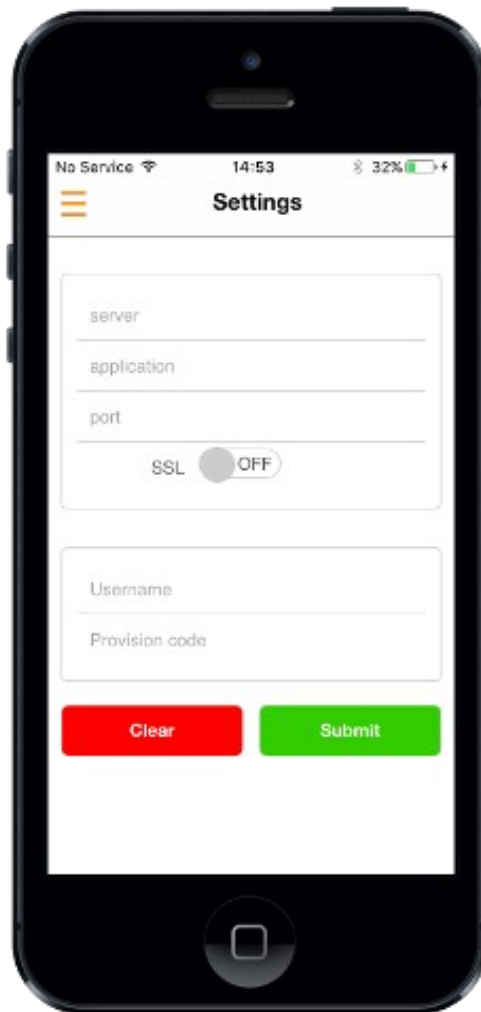 No Service 14:53 32%
Settings
server
application
port
SSL OFF
Username
Provision code
Clear Submit